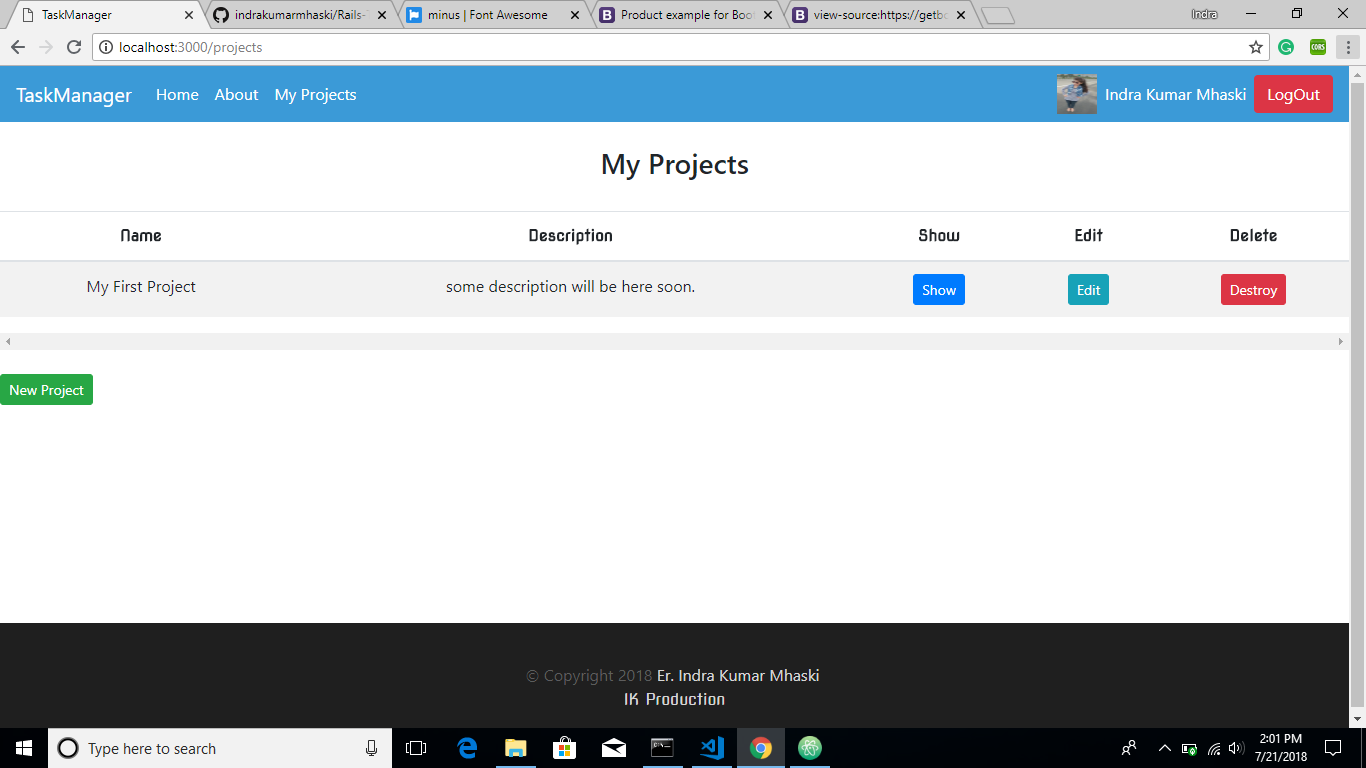 TaskManager
indrakumarmhaski/Rails-
minus | Font Awesome
Product example for Boo
view-source:https://getb
Indra
localhost:3000/projects
CORS
TaskManager Home About My Projects Indra Kumar Mhaski LogOut
My Projects
Name Description Show Edit Delete
My First Project some description will be here soon. Show Edit Destroy
New Project
© Copyright 2018 Er. Indra Kumar Mhaski
IK Production
Type here to search
2:01 PM
7/21/2018